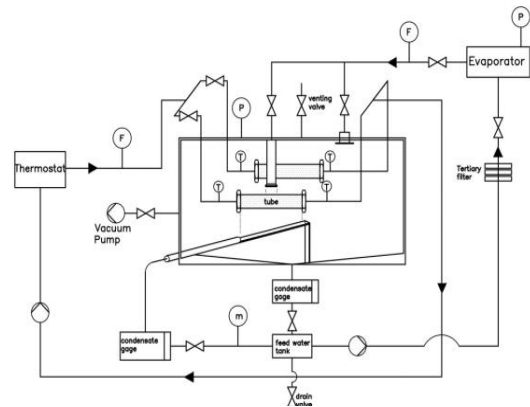 P
F
Evaporator
venting
valve
P
F
T
T
Tertiary
filter
Thermostat
T
T
tube
Vacuum
Pump
condensate
gage
condensate
gage
m
feed water
tank
drain
valve